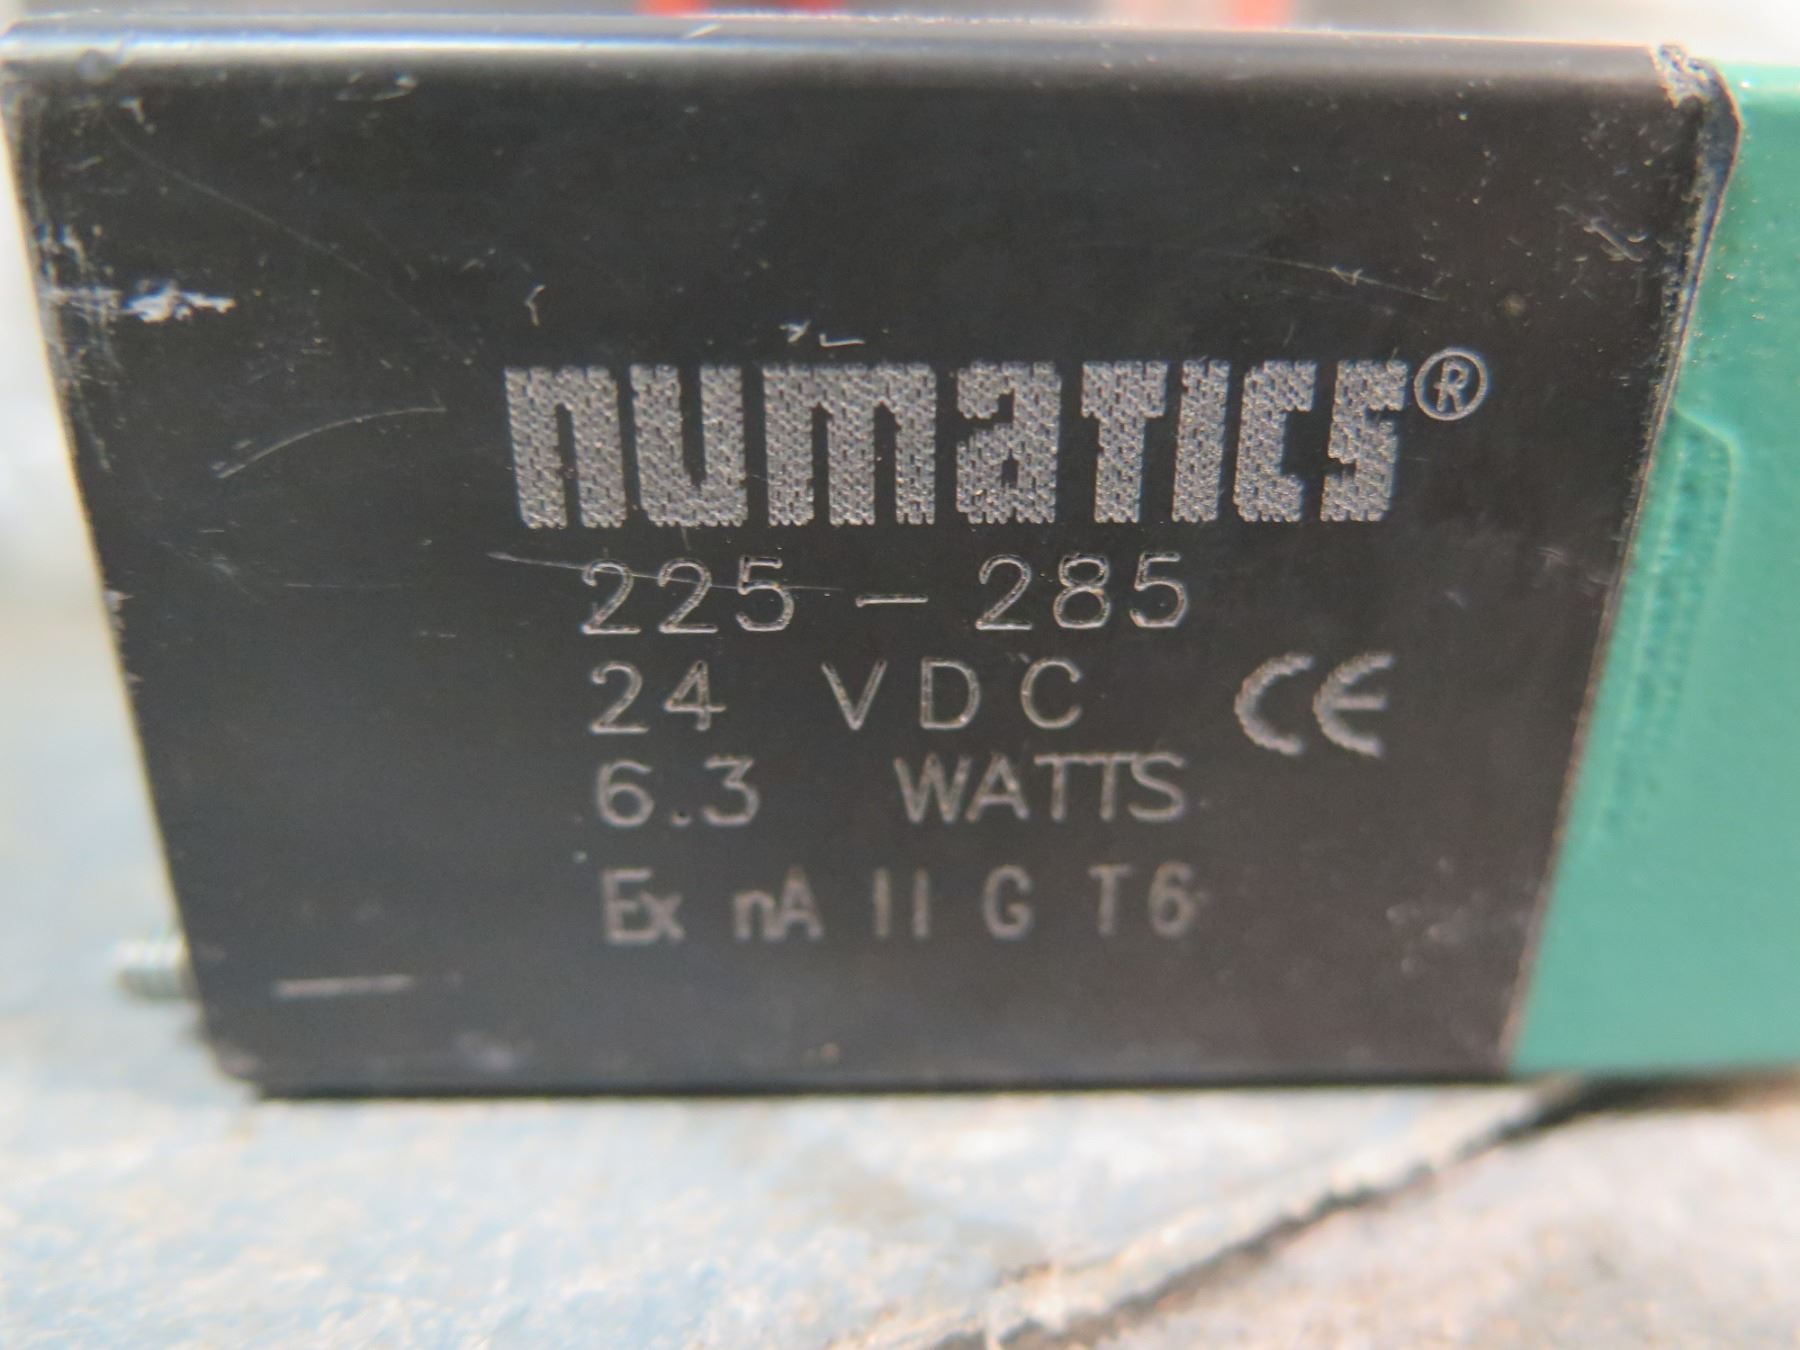 numatics®
225-285
24 VDC CE
6.3 WATTS
Ex nA II G T6